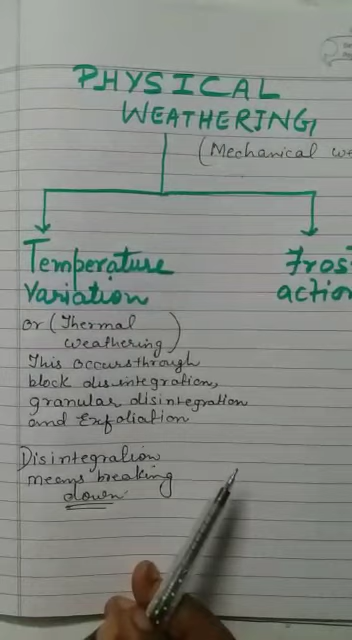 PHYSICAL
WEATHERING,
(Mechanical
Temperature
Variation
or (Thermal
weathering)
This occurs through
block disintegration,
granular disintegration
and Exfoliation
Disintegration
means breaking
down
Fros
action